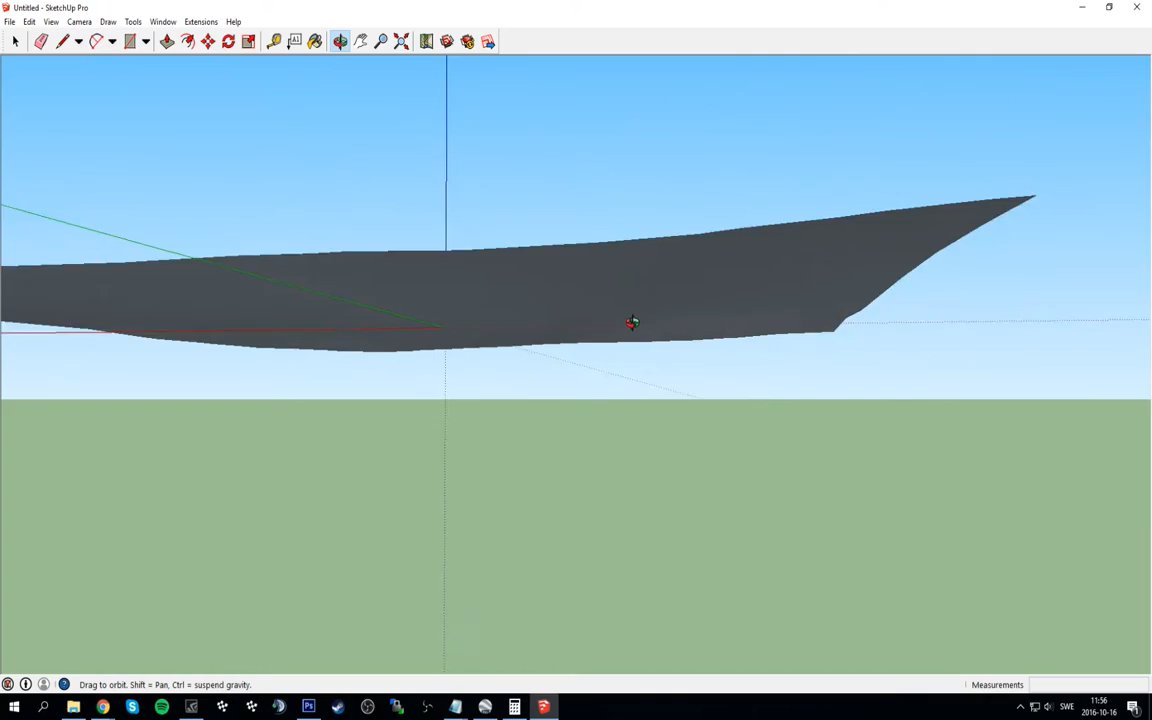 Untitled - SketchUp Pro
File Edit View Camera Draw Tools Window Extensions Help
A1
Drag to orbit. Shift = Pan, Ctrl = suspend gravity.
Measurements
SWE
11:56
2016-10-16